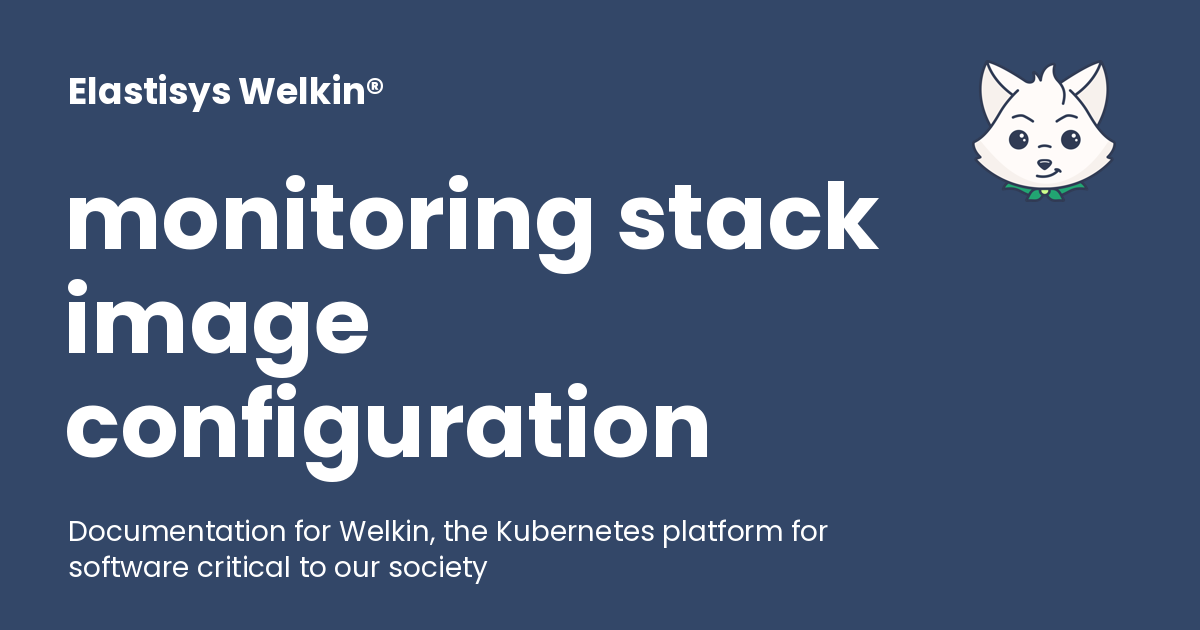 Elastisys Welkin®
monitoring stack
image
configuration
Documentation for Welkin, the Kubernetes platform for
software critical to our society